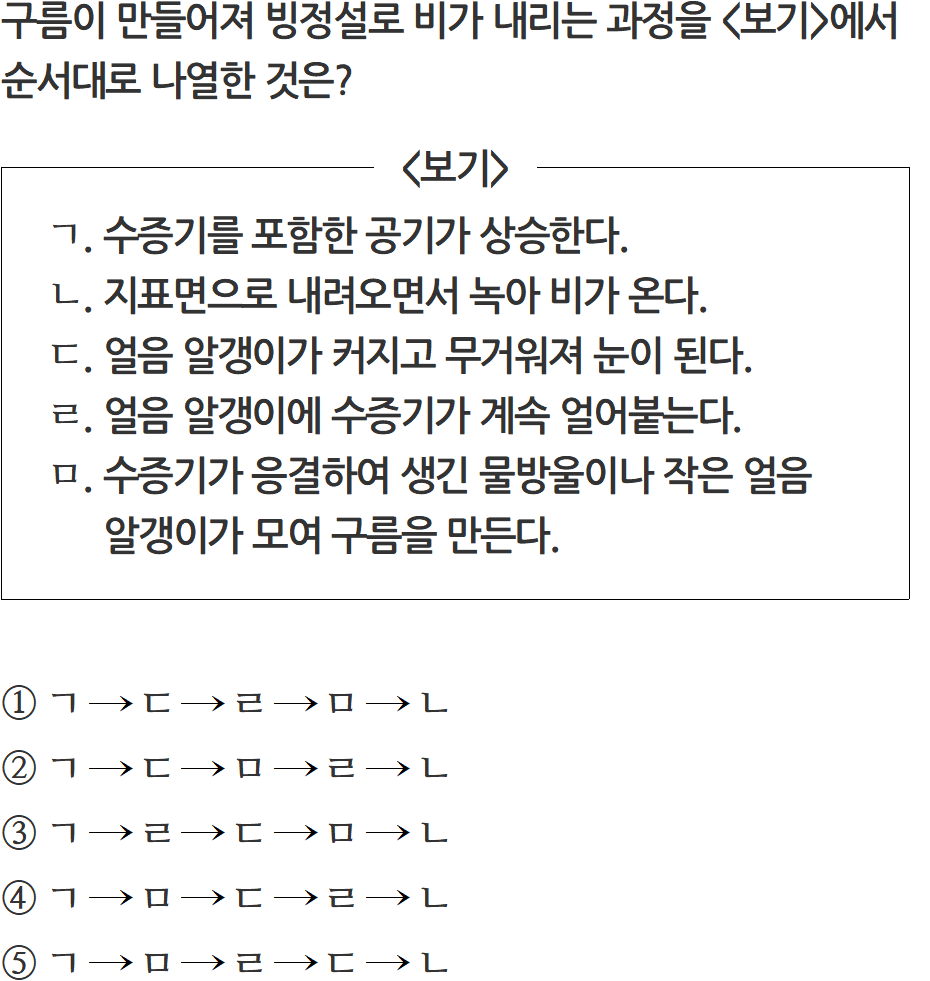 구름이 만들어져 빙정설로 비가 내리는 과정을 <보기>에서
순서대로 나열한 것은?
<보기>
ㄱ. 수증기를 포함한 공기가 상승한다.
ㄴ. 지표면으로 내려오면서 녹아 비가 온다.
ㄷ. 얼음 알갱이가 커지고 무거워져 눈이 된다.
ㄹ. 얼음 알갱이에 수증기가 계속 얼어붙는다.
ㅁ. 수증기가 응결하여 생긴 물방울이나 작은 얼음
알갱이가 모여 구름을 만든다.
① ㄱ → ㄷ → ㄹ → ㅁ → ㄴ
② ㄱ → ㄷ → ㅁ → ㄹ → ㄴ
③ ㄱ → ㄹ → ㄷ → ㅁ → ㄴ
④ ㄱ → ㅁ → ㄷ → ㄹ → ㄴ
⑤ ㄱ → ㅁ → ㄹ → ㄷ → ㄴ